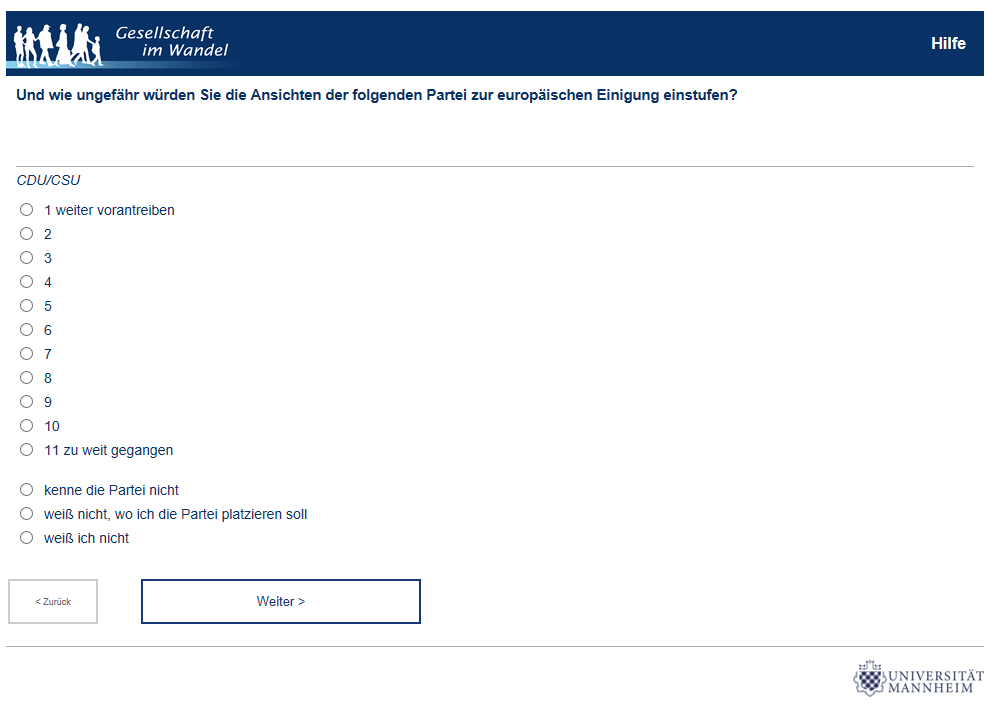 Gesellschaft
im Wandel
Hilfe
Und wie ungefähr würden Sie die Ansichten der folgenden Partei zur europäischen Einigung einstufen?
CDU/CSU
1 weiter vorantreiben
2
3
4
5
6
7
8
9
10
11 zu weit gegangen
kenne die Partei nicht
weiß nicht, wo ich die Partei platzieren soll
weiß ich nicht
< Zurück
Weiter >
UNIVERSITÄT
MANNHEIM